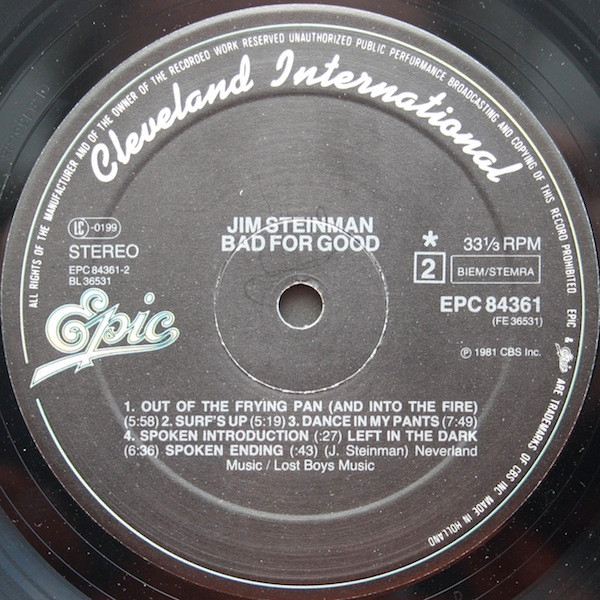 ALL RIGHTS OF THE MANUFACTURER AND OF THE OWNER OF THE RECORDED WORK RESERVED UNAUTHORIZED PUBLIC PERFORMANCE BROADCASTING AND COPYING OF THIS RECORD PROHIBITED EPIC & Epic ARE TRADEMARKS OF CBS INC MADE IN HOLLAND
Cleveland International
JIM STEINMAN
BAD FOR GOOD
LC -0199
STEREO
EPC 84361-2
BL 36531
Epic
* 33 1/3 RPM
2 BIEM/STEMRA
EPC 84361
(FE 36531)
℗ 1981 CBS Inc.
1. OUT OF THE FRYING PAN (AND INTO THE FIRE)
(5:58) 2. SURF'S UP (5:19) 3. DANCE IN MY PANTS (7:49)
4. SPOKEN INTRODUCTION (:27) LEFT IN THE DARK
(6:36) SPOKEN ENDING (:43) (J. Steinman) Neverland
Music / Lost Boys Music